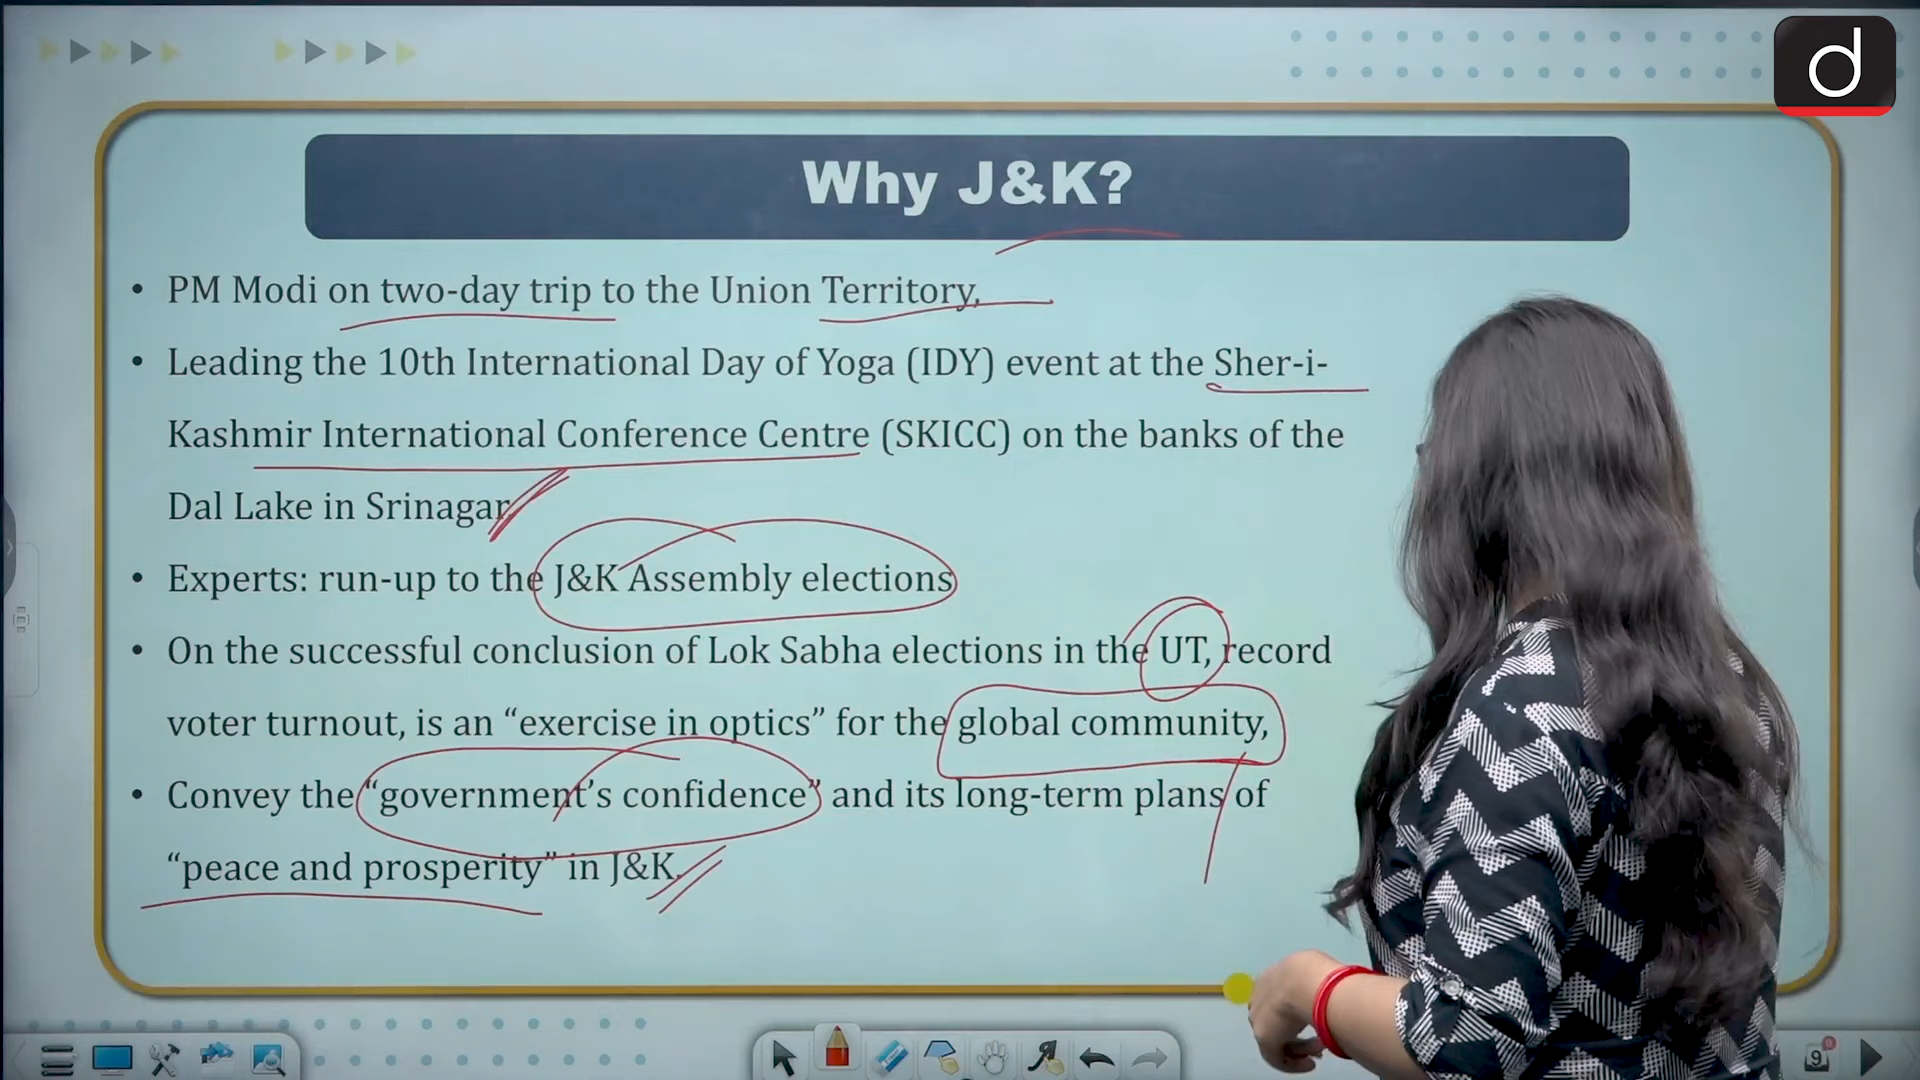 d
Why J&K?
• PM Modi on two-day trip to the Union Territory,
• Leading the 10th International Day of Yoga (IDY) event at the Sher-i-
Kashmir International Conference Centre (SKICC) on the banks of the
Dal Lake in Srinagar
• Experts: run-up to the J&K Assembly elections
• On the successful conclusion of Lok Sabha elections in the UT, record
voter turnout, is an “exercise in optics” for the global community,
• Convey the “government’s confidence” and its long-term plans of
“peace and prosperity” in J&K.
9